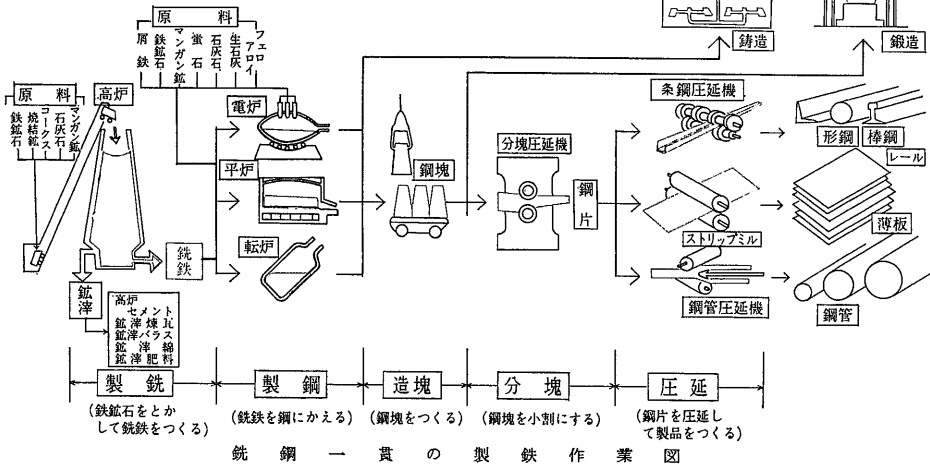 原料
屑鉄
鉄鉱石
マンガン鉱
蛍石
石灰石
生石灰
フェロアロイ
鋳造
鍛造
原料
鉄鉱石
焼結鉱
コークス
石灰石
マンガン鉱
高炉
電炉
平炉
転炉
銑鉄
鉱滓
高炉
セメント
鉱滓煉瓦
鉱滓バラス
鉱滓綿
鉱滓肥料
鋼塊
分塊圧延機
鋼片
条鋼圧延機
形鋼
棒鋼
レール
ストリップミル
薄板
鋼管圧延機
鋼管
製銑
(鉄鉱石をとか
して銑鉄をつくる)
製鋼
(銑鉄を鋼にかえる)
造塊
(鋼塊をつくる)
分塊
(鋼塊を小割にする)
圧延
(鋼片を圧延し
て製品をつくる)
銑鋼一貫の製鉄作業図